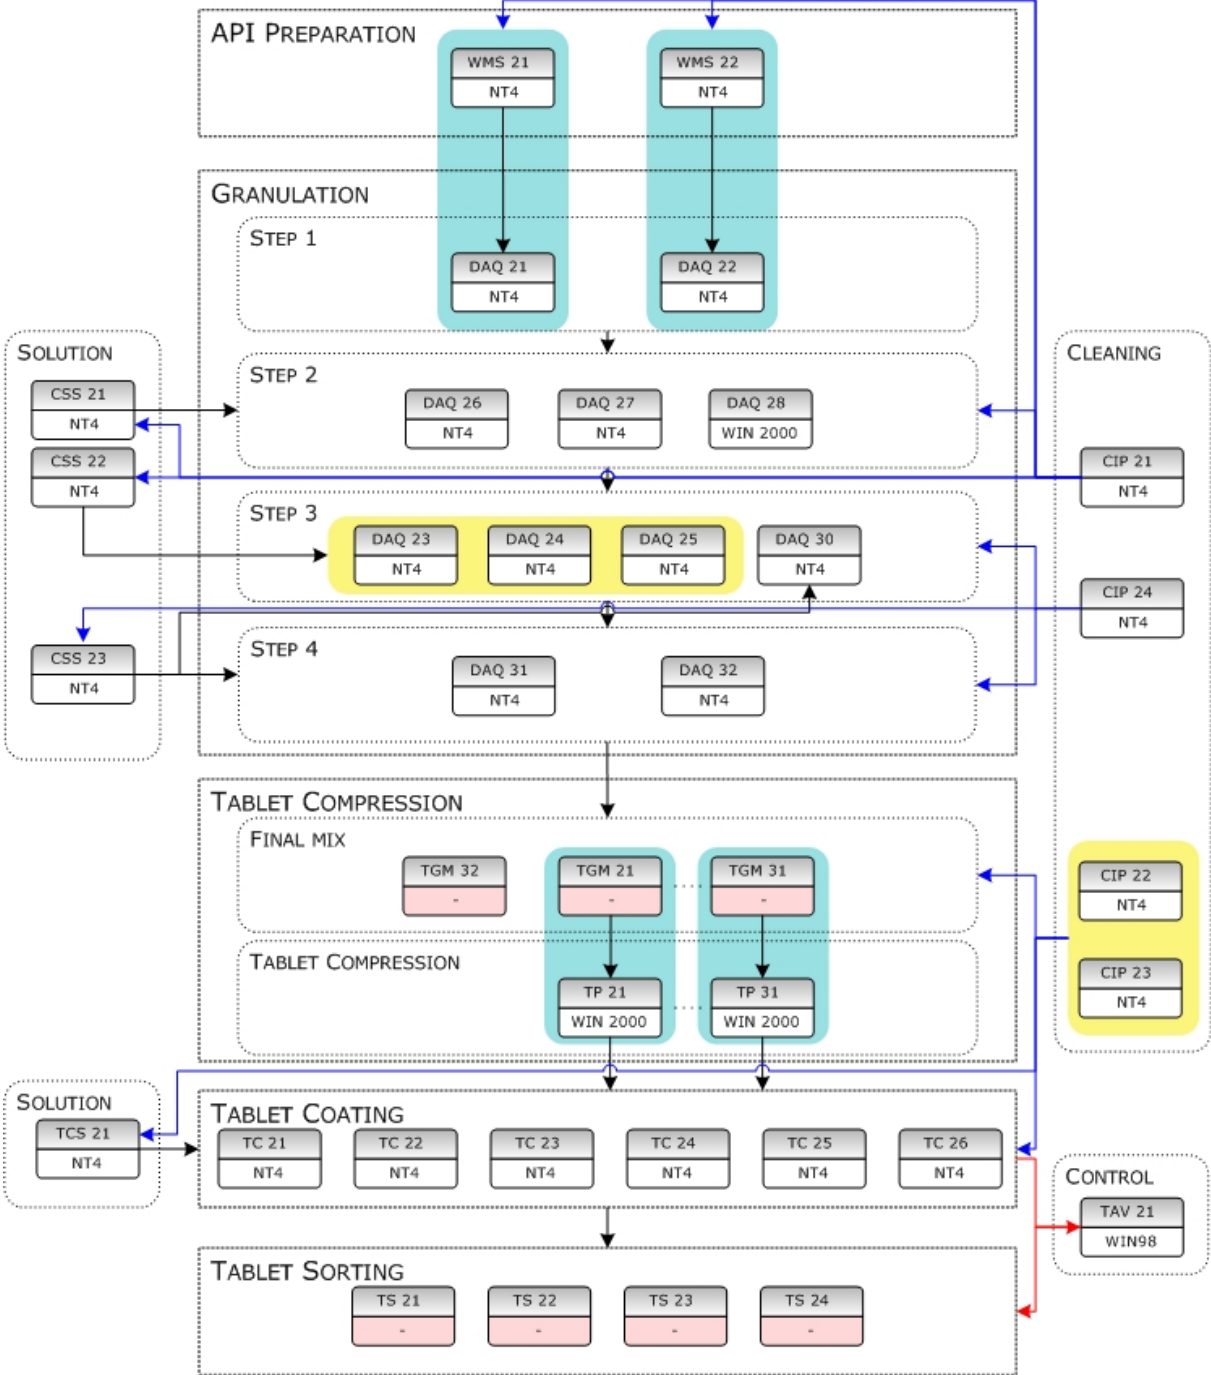 API PREPARATION
WMS 21
NT4
WMS 22
NT4
GRANULATION
STEP 1
DAQ 21
NT4
DAQ 22
NT4
SOLUTION
CSS 21
NT4
CSS 22
NT4
CSS 23
NT4
STEP 2
DAQ 26
NT4
DAQ 27
NT4
DAQ 28
WIN 2000
STEP 3
DAQ 23
NT4
DAQ 24
NT4
DAQ 25
NT4
DAQ 30
NT4
STEP 4
DAQ 31
NT4
DAQ 32
NT4
CLEANING
CIP 21
NT4
CIP 24
NT4
CIP 22
NT4
CIP 23
NT4
TABLET COMPRESSION
FINAL MIX
TGM 32
-
TGM 21
-
TGM 31
-
TABLET COMPRESSION
TP 21
WIN 2000
TP 31
WIN 2000
SOLUTION
TCS 21
NT4
TABLET COATING
TC 21
NT4
TC 22
NT4
TC 23
NT4
TC 24
NT4
TC 25
NT4
TC 26
NT4
CONTROL
TAV 21
WIN98
TABLET SORTING
TS 21
-
TS 22
-
TS 23
-
TS 24
-